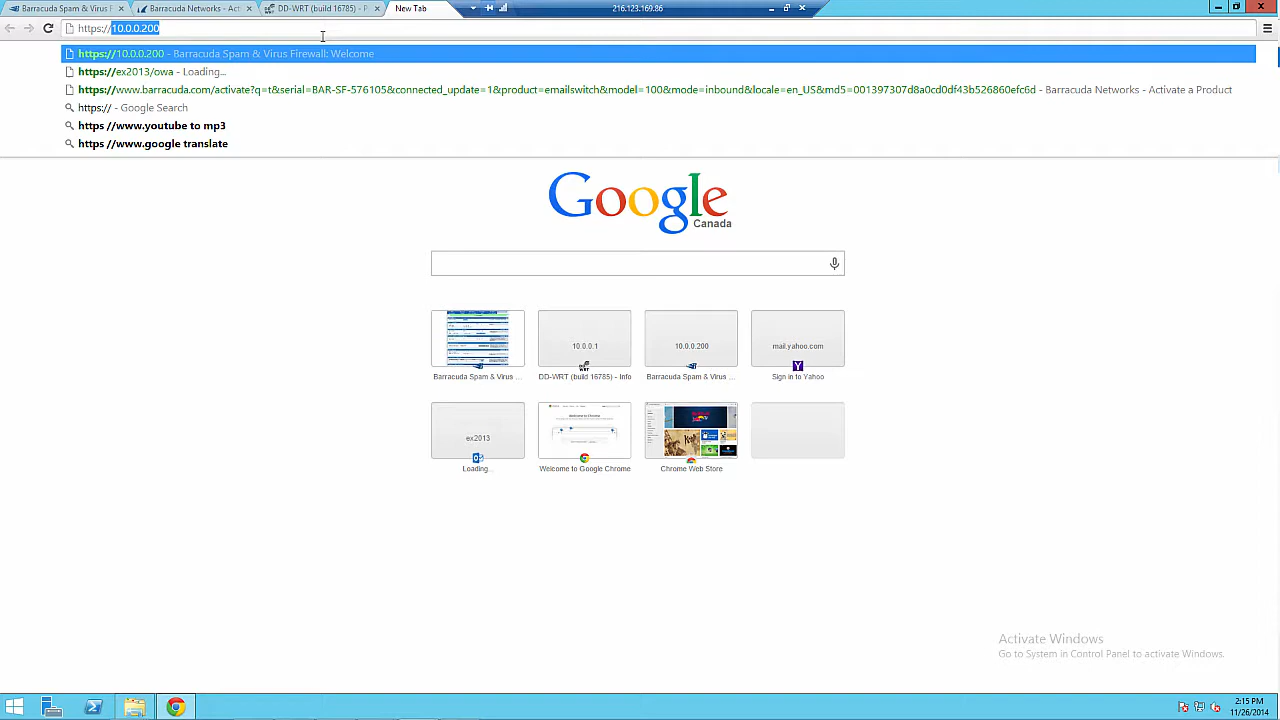 Barracuda Spam & Virus F
Barracuda Networks - Acti
DD-WRT (build 16785) - P
New Tab
216.123.169.86
https://10.0.0.200
https://10.0.0.200 - Barracuda Spam & Virus Firewall: Welcome
https://ex2013/owa - Loading...
https://www.barracuda.com/activate?q=t&serial=BAR-SF-576105&connected_update=1&product=emailswitch&model=100&mode=inbound&locale=en_US&md5=001397307d8a0cd0df43b526860efc6d - Barracuda Networks - Activate a Product
https:// - Google Search
https //www.youtube to mp3
https //www.google translate
Google
Canada
10.0.0.1
10.0.0.200
mail.yahoo.com
Barracuda Spam & Virus ...
DD-WRT (build 16785) - Info
Barracuda Spam & Virus ...
Sign in to Yahoo
ex2013
Loading...
Welcome to Google Chrome
Chrome Web Store
Activate Windows
Go to System in Control Panel to activate Windows.
2:15 PM
11/26/2014